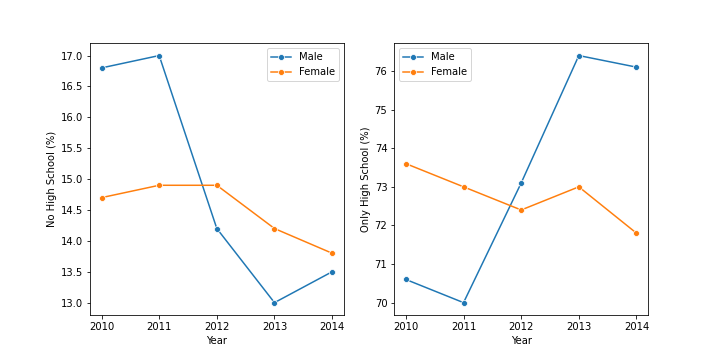 No High School (%)
17.0
16.5
16.0
15.5
15.0
14.5
14.0
13.5
13.0
2010 2011 2012 2013 2014
Year
Male
Female
Only High School (%)
76
75
74
73
72
71
70
2010 2011 2012 2013 2014
Year
Male
Female